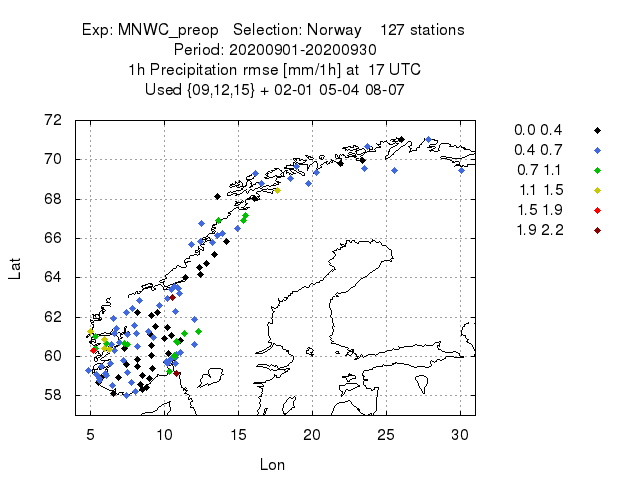 Exp: MNWC_preop Selection: Norway 127 stations
Period: 20200901-20200930
1h Precipitation rmse [mm/1h] at 17 UTC
Used {09,12,15} + 02-01 05-04 08-07
72
70
68
66
64
62
60
58
Lat
5 10 15 20 25 30
Lon
0.0 0.4
0.4 0.7
0.7 1.1
1.1 1.5
1.5 1.9
1.9 2.2